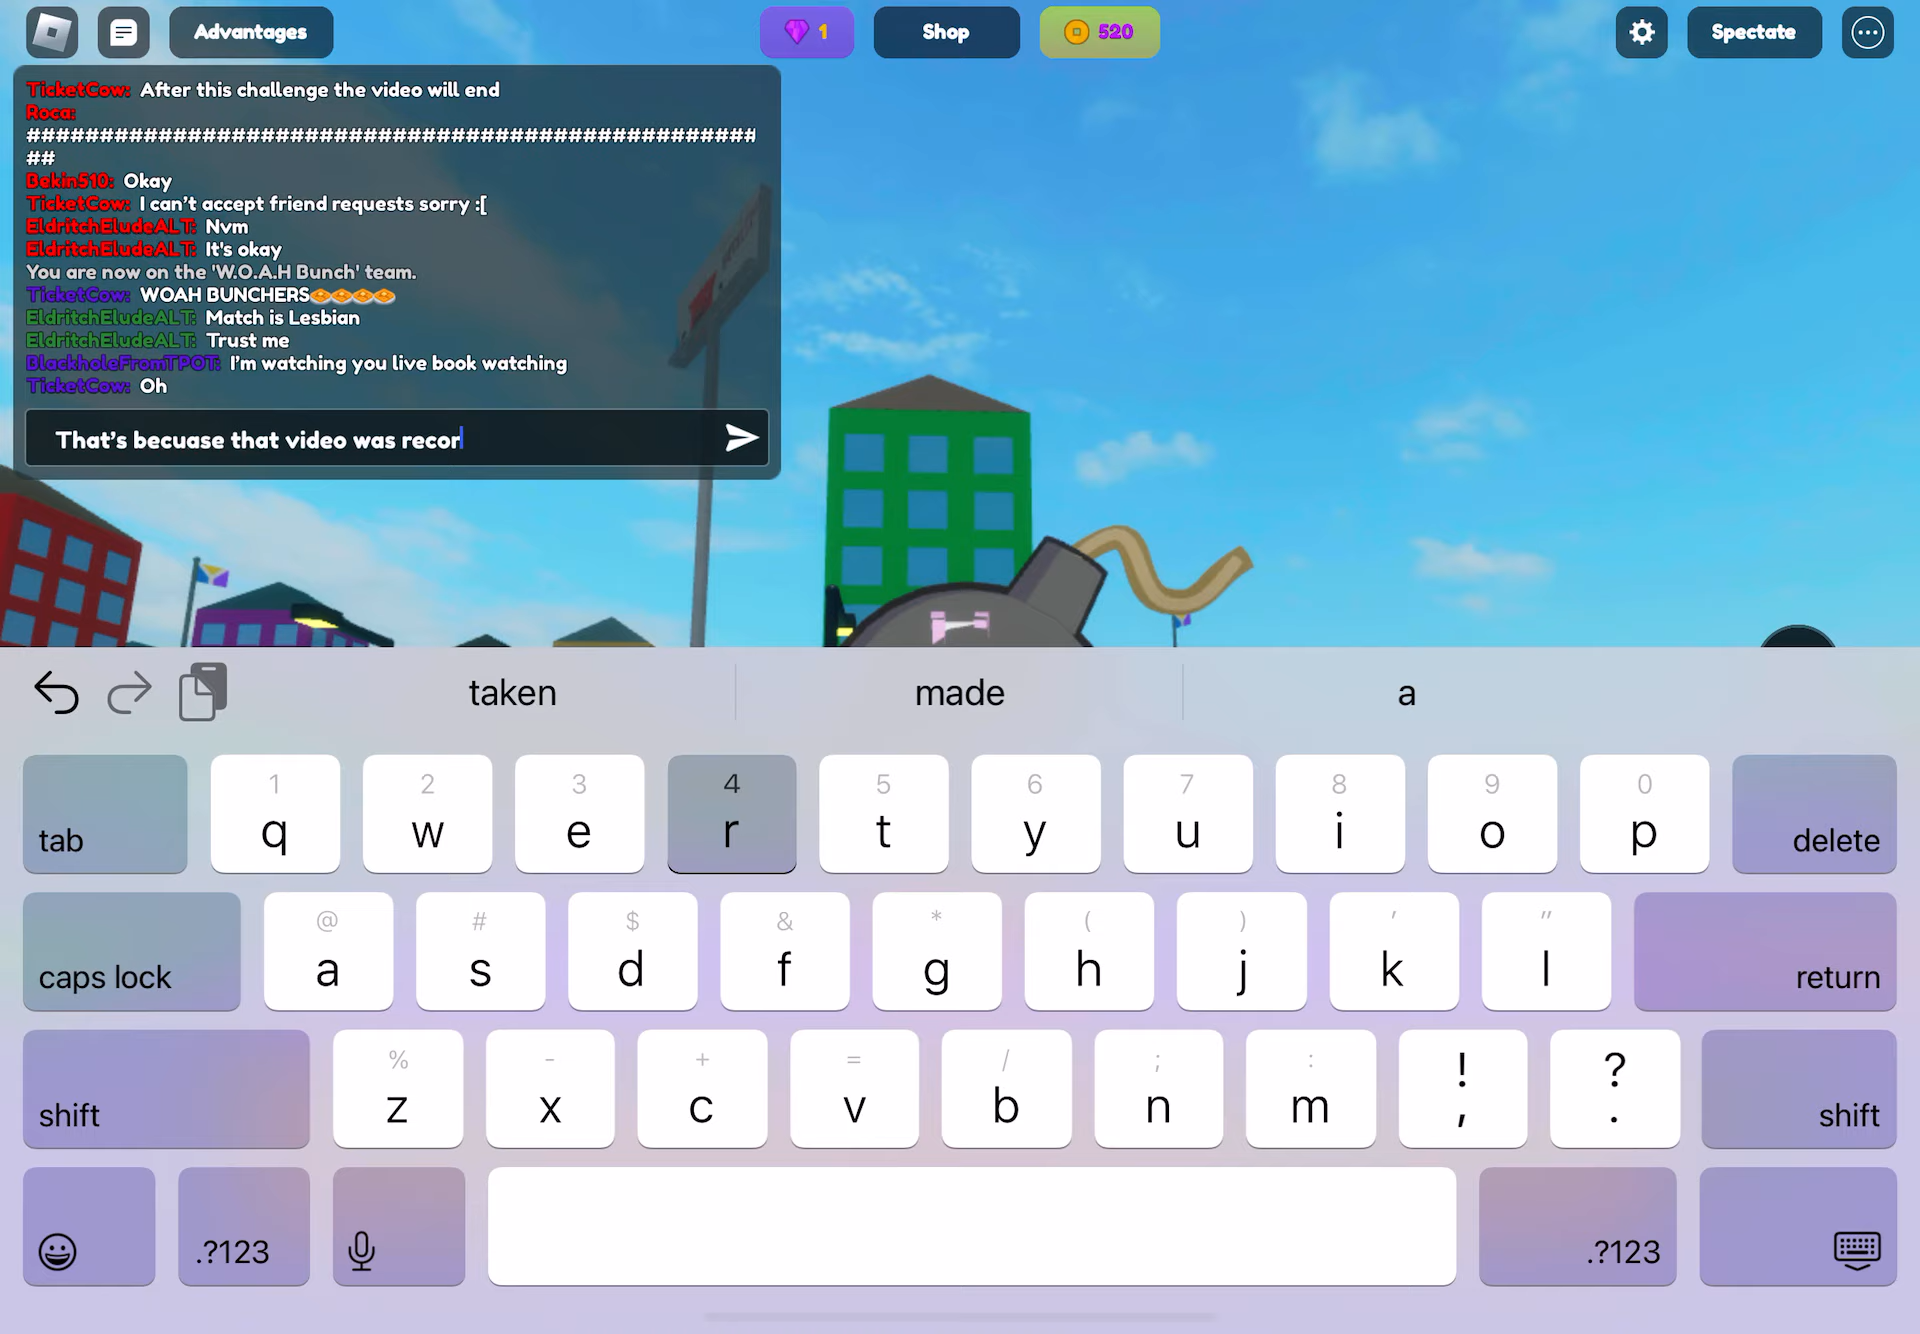 Advantages
1
Shop
520
Spectate
TicketCow: After this challenge the video will end
Roca:
##################################################
##
Bekin510: Okay
TicketCow: I can't accept friend requests sorry :[
EldritchEludeALT: Nvm
EldritchEludeALT: It's okay
You are now on the 'W.O.A.H Bunch' team.
TicketCow: WOAH BUNCHERS🧇🧇🧇🧇
EldritchEludeALT: Match is Lesbian
EldritchEludeALT: Trust me
BlackholeFromTPOT: I'm watching you live book watching
TicketCow: Oh
That's becuase that video was recor
taken made a
tab 1 q 2 w 3 e 4 r 5 t 6 y 7 u 8 i 9 o 0 p delete
caps lock @ a # s $ d & f * g ( h ) j ' k " l return
shift % z - x + c = v / b ; n : m ! , ? . shift
.?123 .?123